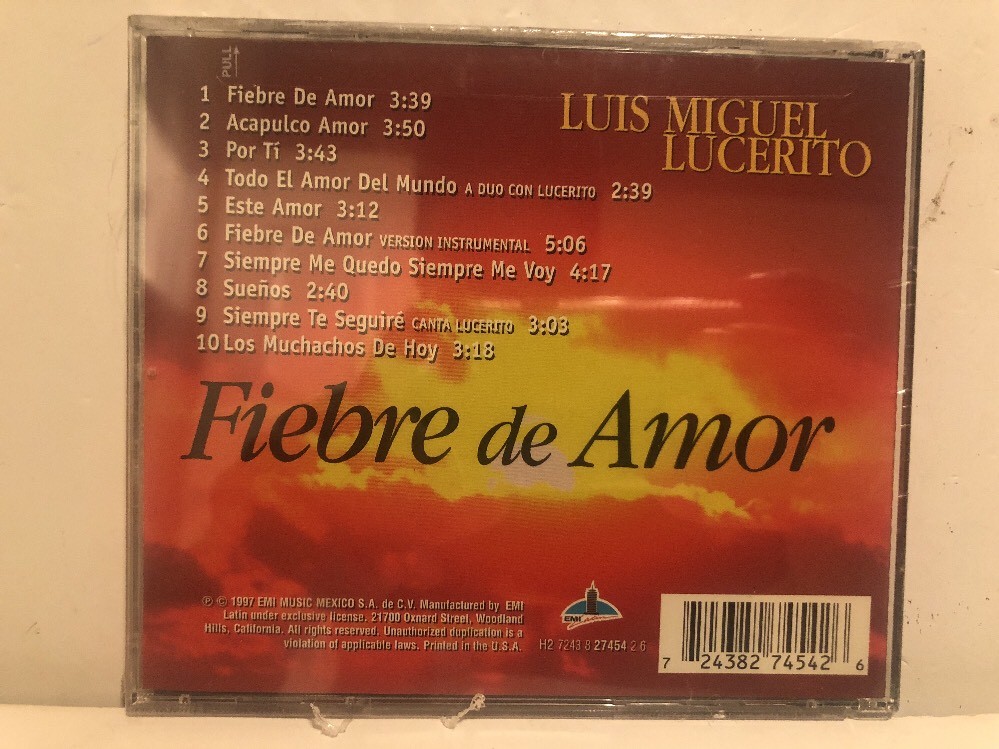 PULL
1 Fiebre De Amor 3:39
2 Acapulco Amor 3:50
3 Por Tí 3:43
4 Todo El Amor Del Mundo A DUO CON LUCERITO 2:39
5 Este Amor 3:12
6 Fiebre De Amor VERSION INSTRUMENTAL 5:06
7 Siempre Me Quedo Siempre Me Voy 4:17
8 Sueños 2:40
9 Siempre Te Seguiré CANTA LUCERITO 3:03
10 Los Muchachos De Hoy 3:18
LUIS MIGUEL
LUCERITO
Fiebre de Amor
℗ © 1997 EMI MUSIC MEXICO S.A. de C.V. Manufactured by EMI
Latin under exclusive license. 21700 Oxnard Street, Woodland
Hills, California. All rights reserved. Unauthorized duplication is a
violation of applicable laws. Printed in the U.S.A.
EMI Latin
H2 7243 8 27454 2 6
7 24382 74542 6